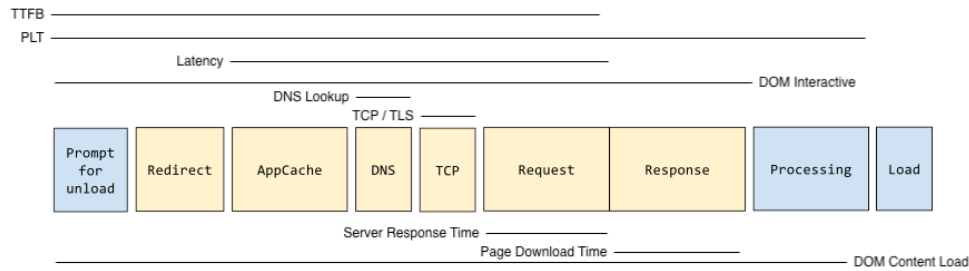 TTFB
PLT
Latency
DOM Interactive
DNS Lookup
TCP / TLS
Prompt
for
unload
Redirect
AppCache
DNS
TCP
Request
Response
Processing
Load
Server Response Time
Page Download Time
DOM Content Load